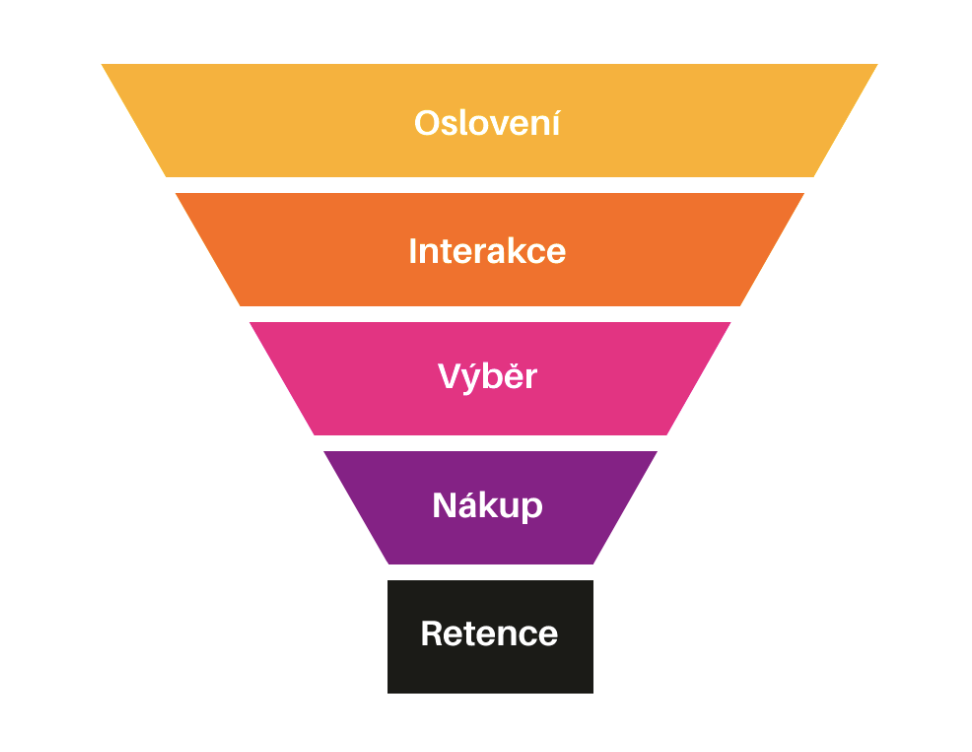 Oslovení
Interakce
Výběr
Nákup
Retence